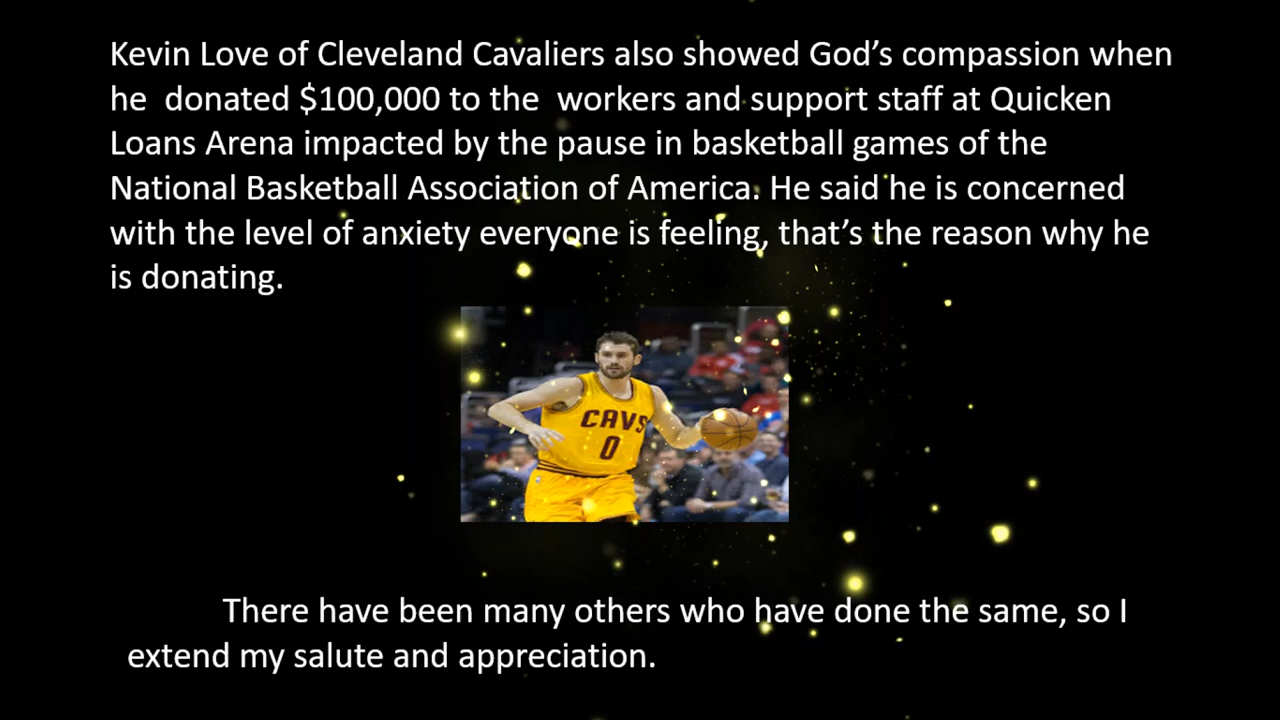 Kevin Love of Cleveland Cavaliers also showed God’s compassion when
he  donated $100,000 to the  workers and support staff at Quicken
Loans Arena impacted by the pause in basketball games of the
National Basketball Association of America. He said he is concerned
with the level of anxiety everyone is feeling, that’s the reason why he
is donating.
CAVS
0
There have been many others who have done the same, so I
extend my salute and appreciation.